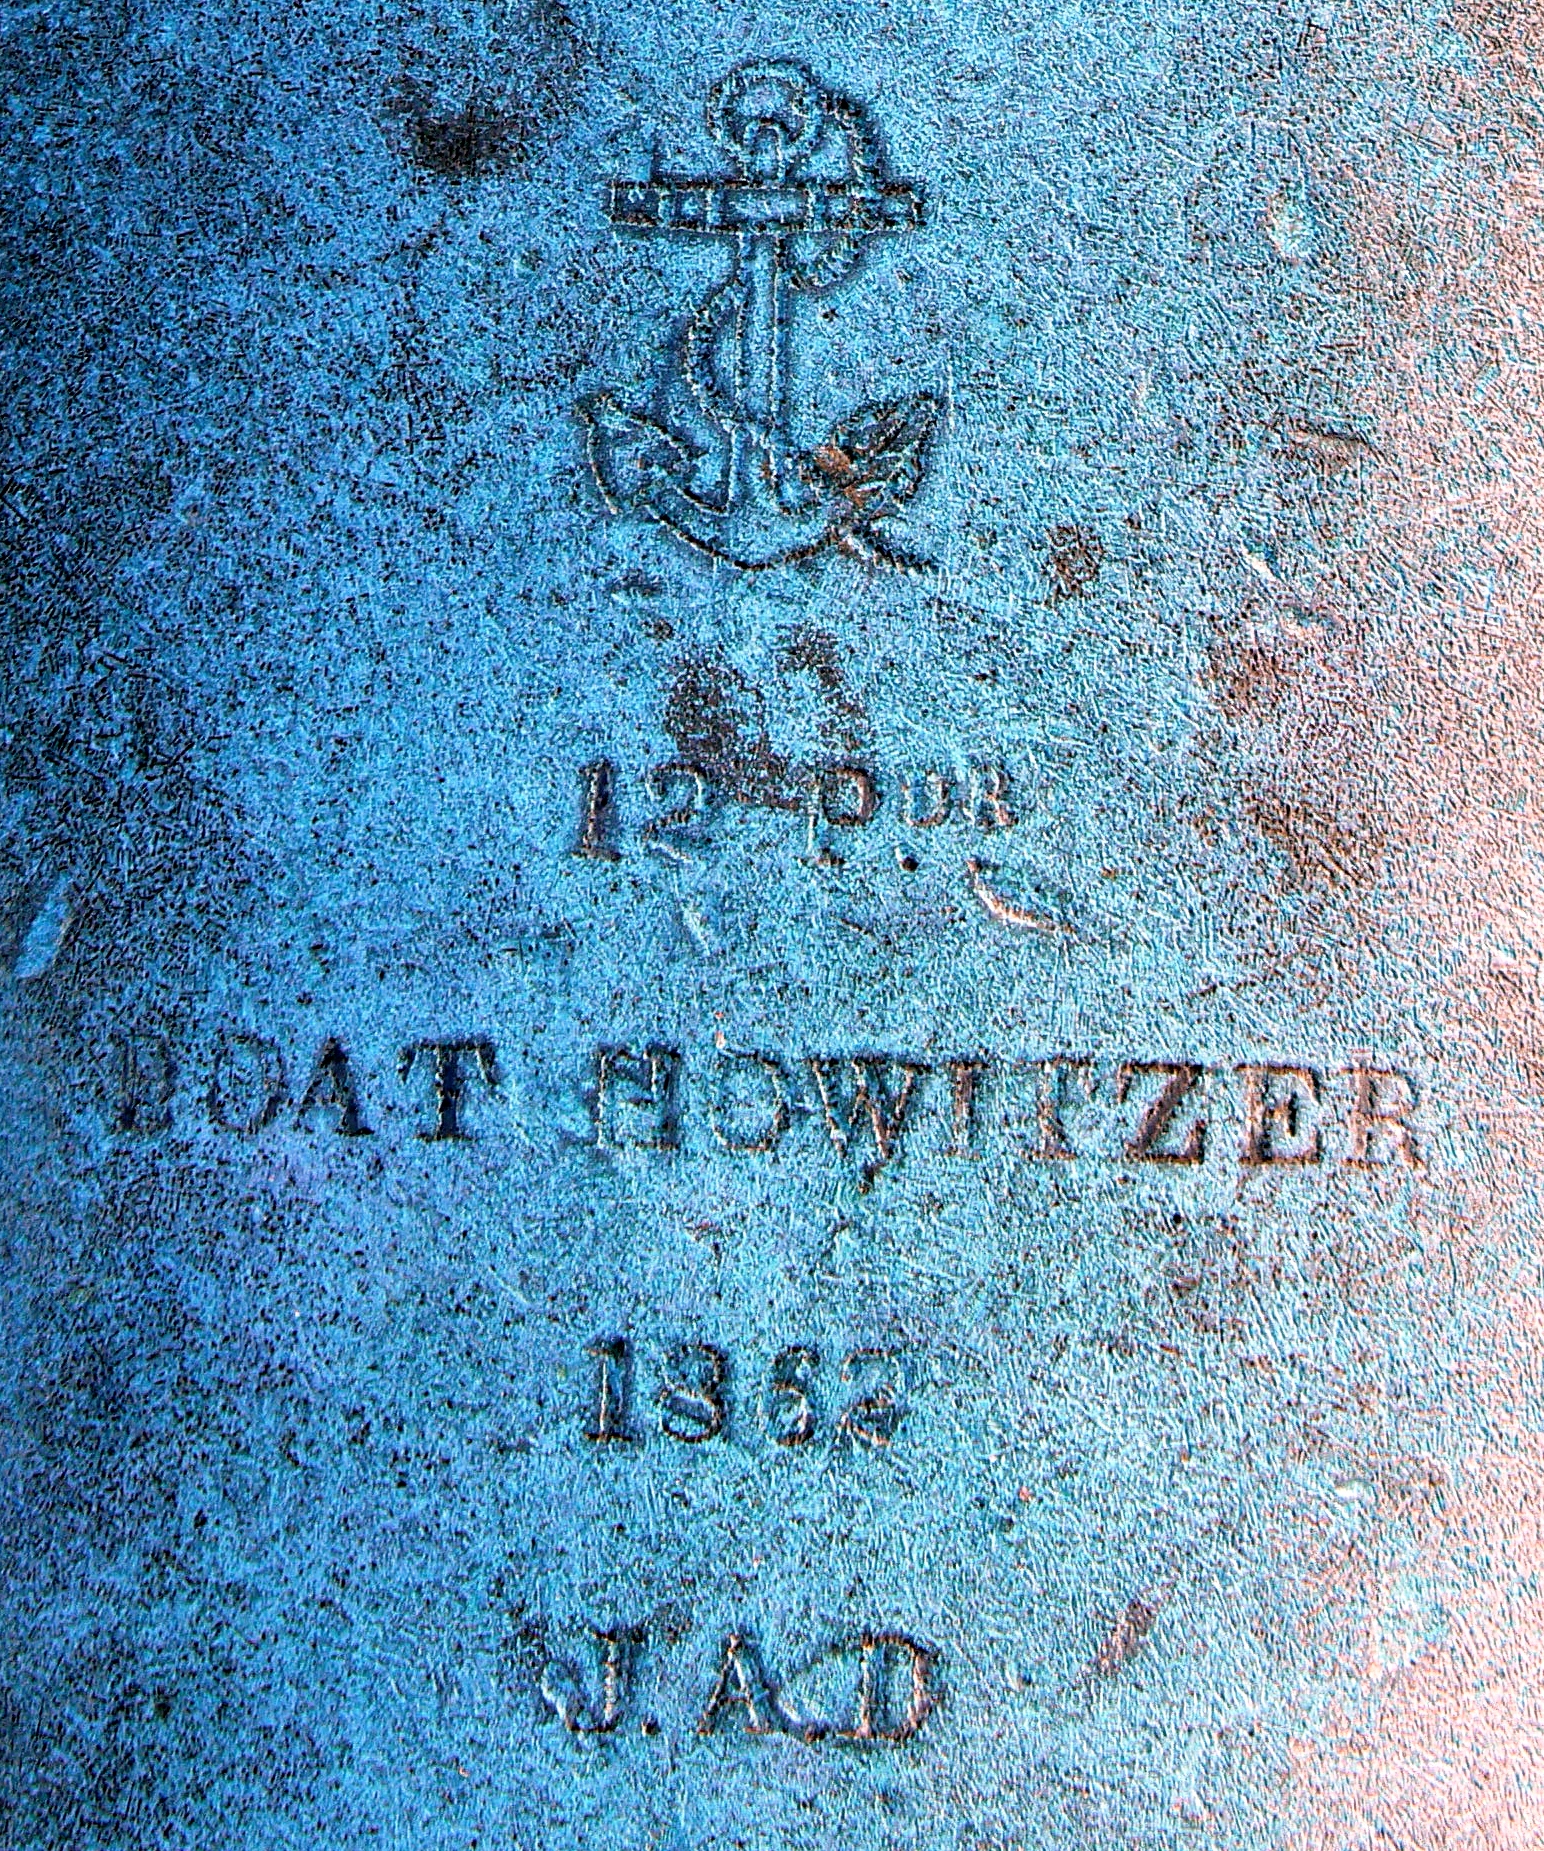 12 PDR
BOAT HOWITZER
1862
J.A.D